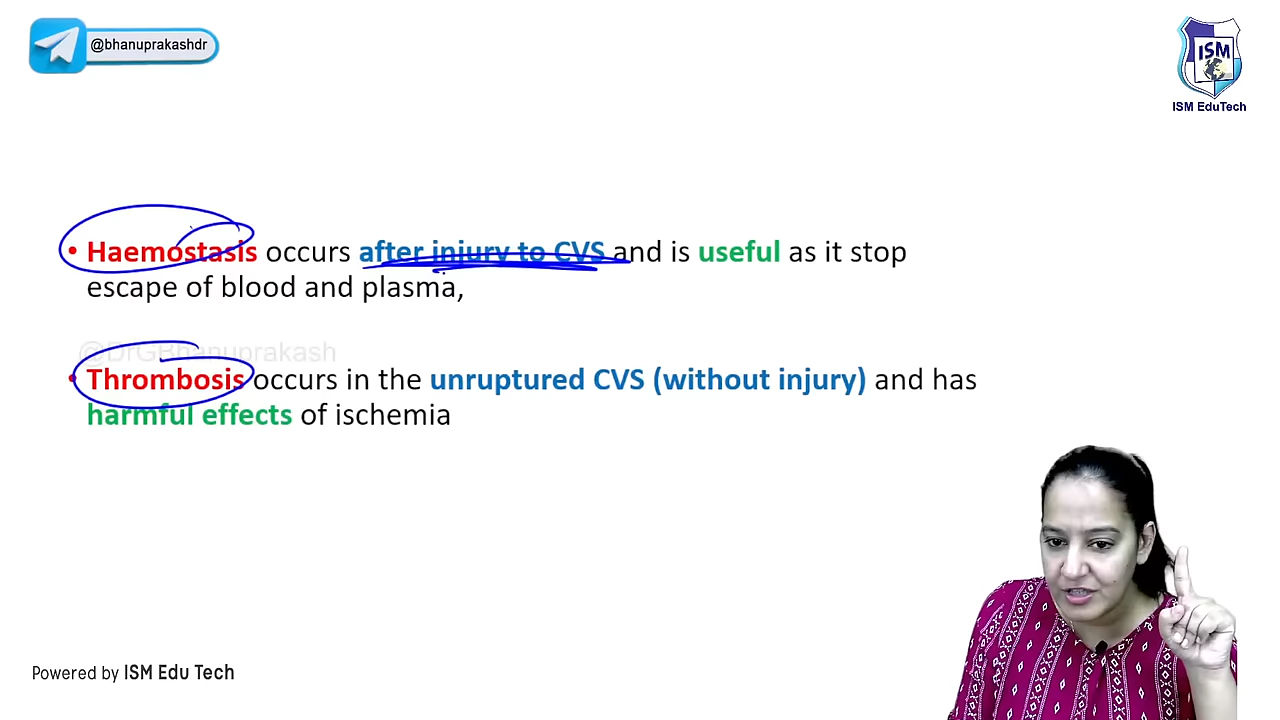 @bhanuprakashdr
ISM
ISM EduTech
• Haemostasis occurs after injury to CVS and is useful as it stop
escape of blood and plasma,
@DrGBhanuprakash
• Thrombosis occurs in the unruptured CVS (without injury) and has
harmful effects of ischemia
Powered by ISM Edu Tech